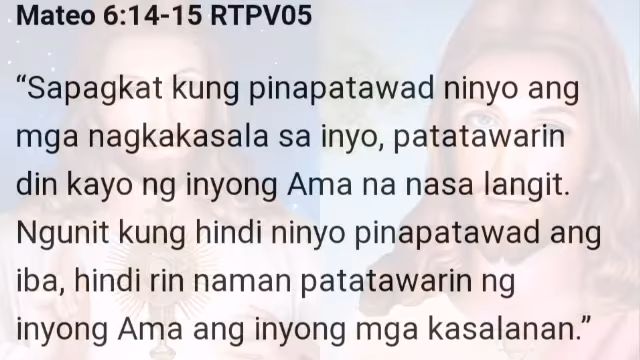 Mateo 6:14-15 RTPV05
“Sapagkat kung pinapatawad ninyo ang
mga nagkakasala sa inyo, patatawarin
din kayo ng inyong Ama na nasa langit.
Ngunit kung hindi ninyo pinapatawad ang
iba, hindi rin naman patatawarin ng
inyong Ama ang inyong mga kasalanan.”